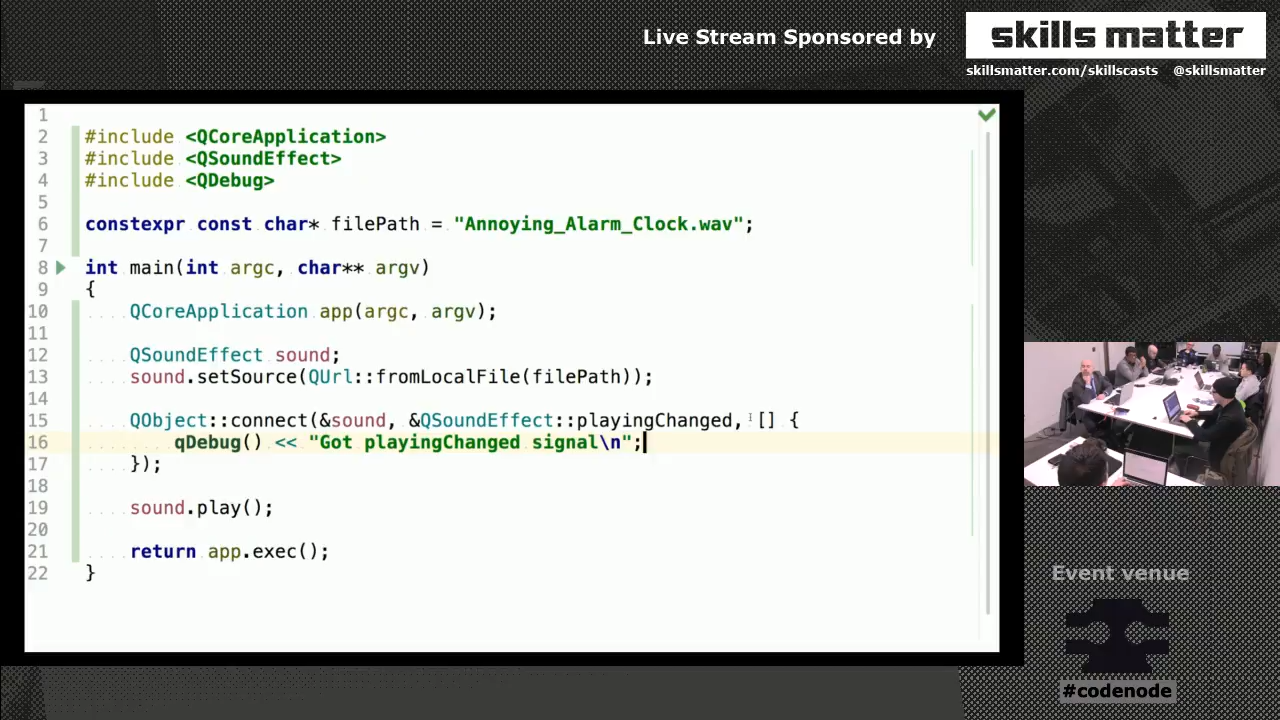 Live Stream Sponsored by
skills matter
skillsmatter.com/skillscasts @skillsmatter
1
2 #include <QCoreApplication>
3 #include <QSoundEffect>
4 #include <QDebug>
5
6 constexpr const char* filePath = "Annoying_Alarm_Clock.wav";
7
8 int main(int argc, char** argv)
9 {
10 QCoreApplication app(argc, argv);
11
12 QSoundEffect sound;
13 sound.setSource(QUrl::fromLocalFile(filePath));
14
15 QObject::connect(&sound, &QSoundEffect::playingChanged, [] {
16 qDebug() << "Got playingChanged signal\n";
17 });
18
19 sound.play();
20
21 return app.exec();
22 }
Event venue
#codenode